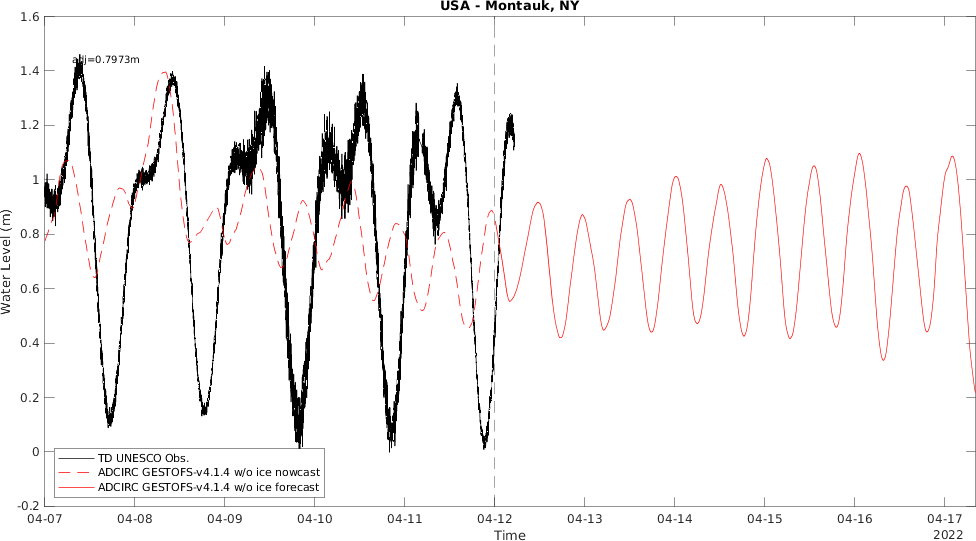 USA - Montauk, NY
adj=0.7973m
Water Level (m)
1.6
1.4
1.2
1
0.8
0.6
0.4
0.2
0
-0.2
TD UNESCO Obs.
ADCIRC GESTOFS-v4.1.4 w/o ice nowcast
ADCIRC GESTOFS-v4.1.4 w/o ice forecast
04-07 04-08 04-09 04-10 04-11 04-12 04-13 04-14 04-15 04-16 04-17
Time
2022